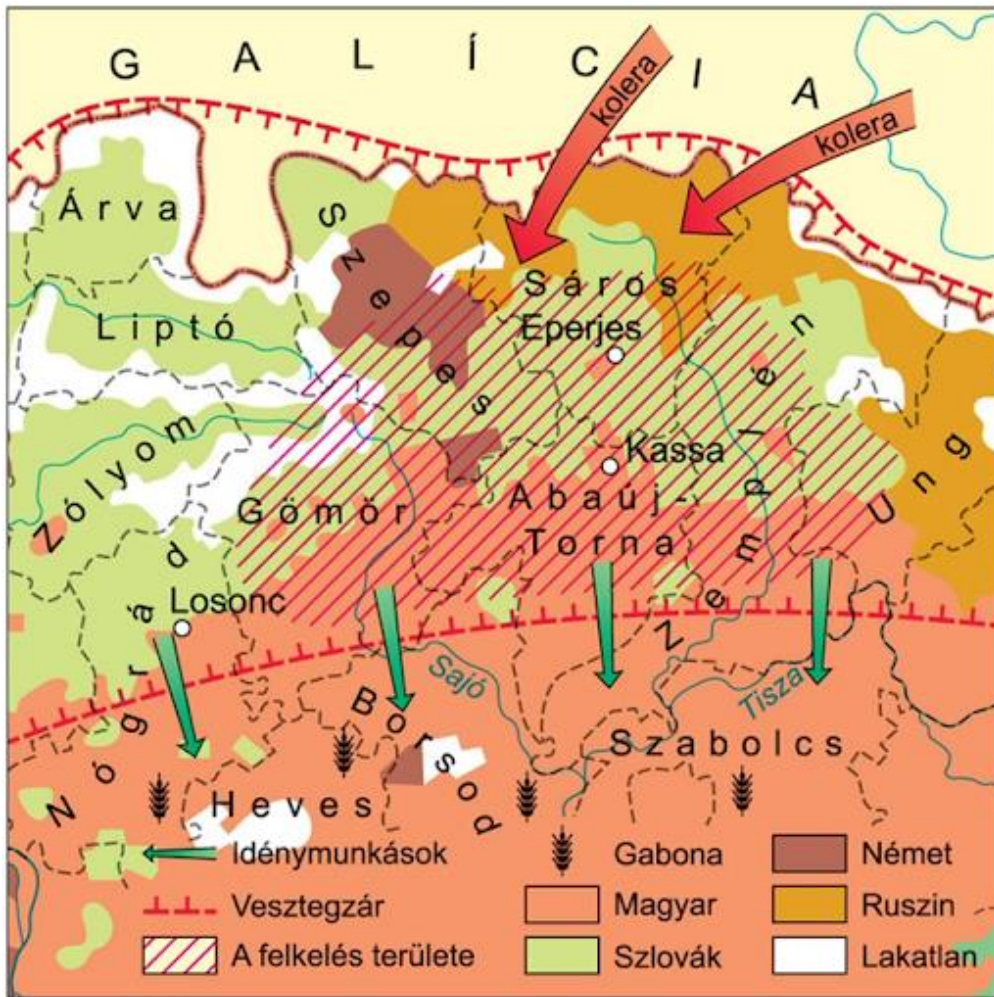 GALÍCIA
kolera
kolera
Árva
Szepes
Sáros
Liptó
Eperjes
Zemplén
Zólyom
Kassa
Ung
Gömör
Abaúj-
Torna
Nógrád
Losonc
Sajó
Tisza
Borsod
Szabolcs
Heves
Idénymunkások
Gabona
Német
Vesztegzár
Magyar
Ruszin
A felkelés területe
Szlovák
Lakatlan